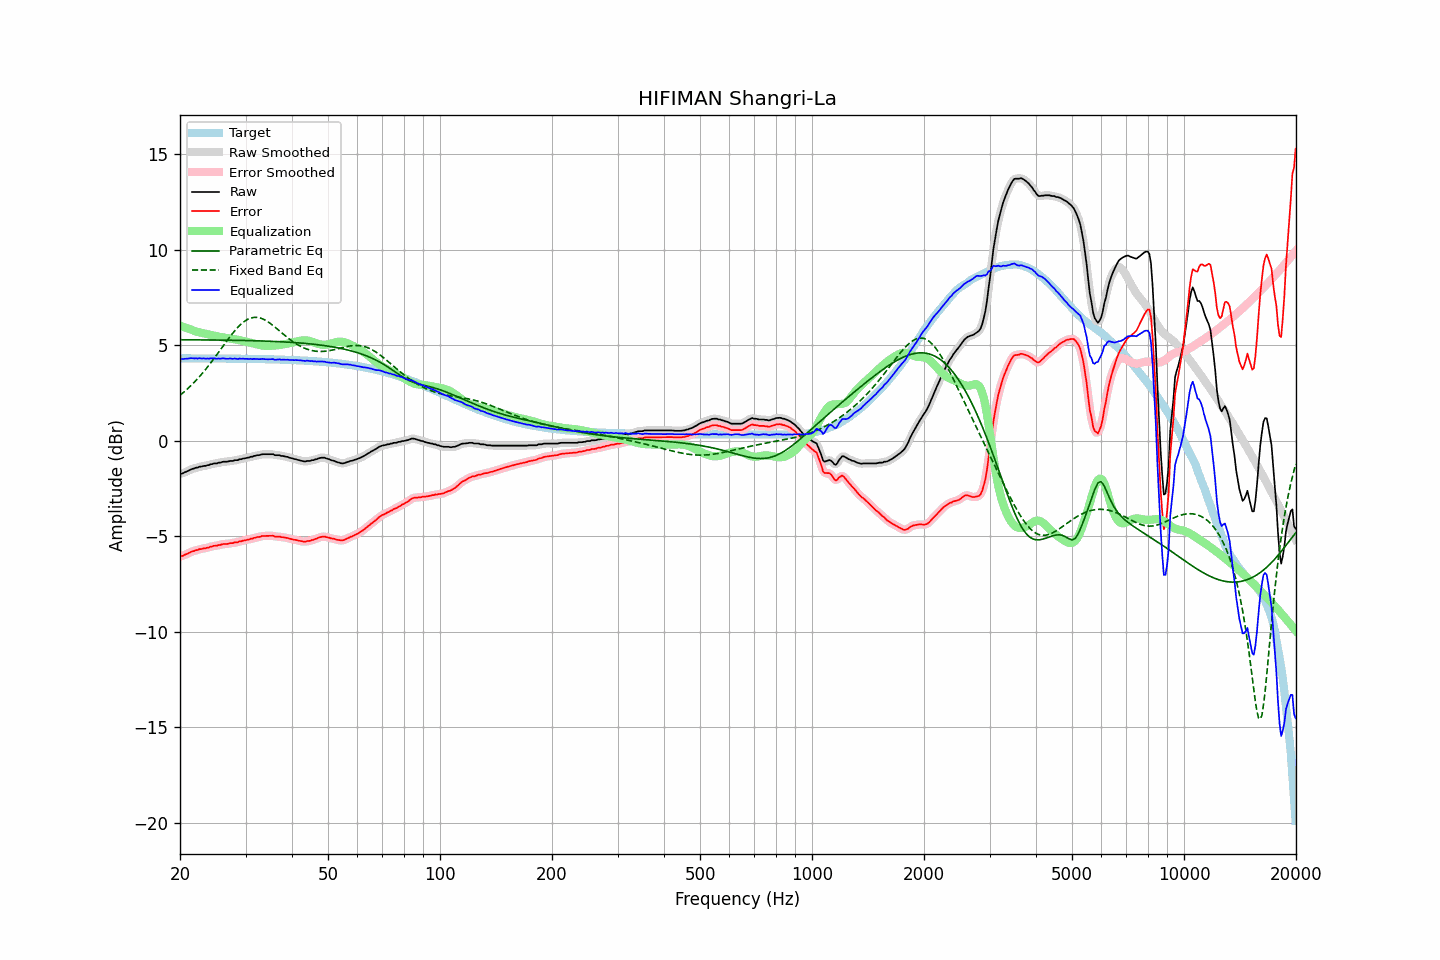 HIFIMAN Shangri-La
Target
Raw Smoothed
Error Smoothed
Raw
Error
Equalization
Parametric Eq
Fixed Band Eq
Equalized
15
10
5
0
−5
−10
−15
−20
Amplitude (dBr)
20
50
100
200
500
1000
2000
5000
10000
20000
Frequency (Hz)